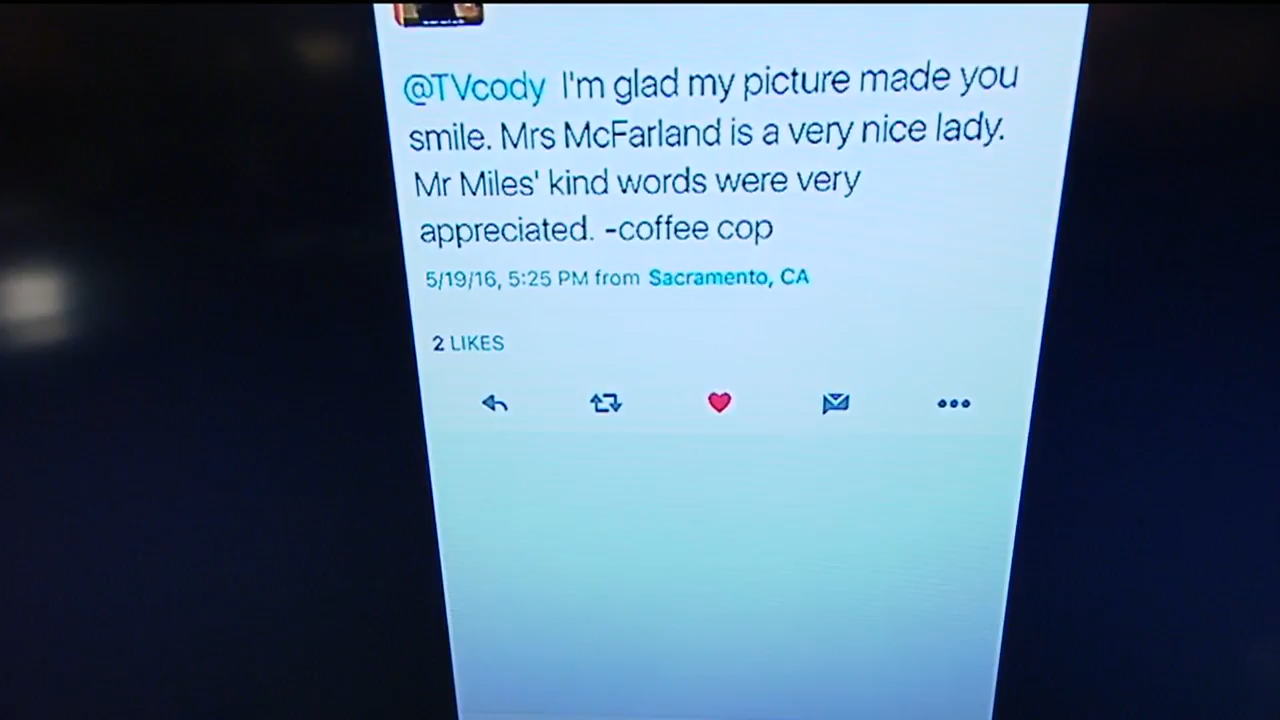 @TVcody I'm glad my picture made you
smile. Mrs McFarland is a very nice lady.
Mr Miles' kind words were very
appreciated. -coffee cop
5/19/16, 5:25 PM from Sacramento, CA
2 LIKES